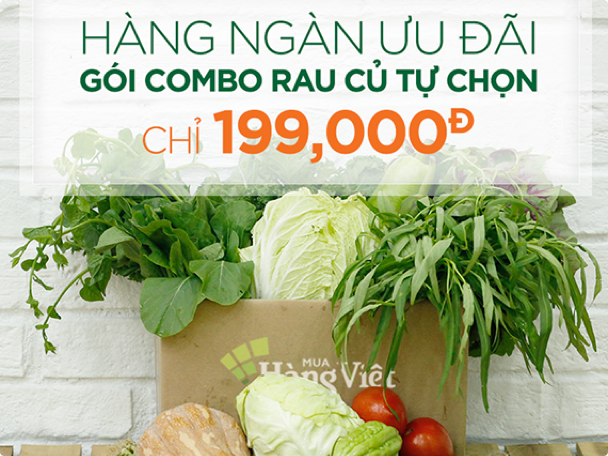 HÀNG NGÀN ƯU ĐÃI
GÓI COMBO RAU CỦ TỰ CHỌN
CHỈ 199,000Đ
MUA
Hàng Việt